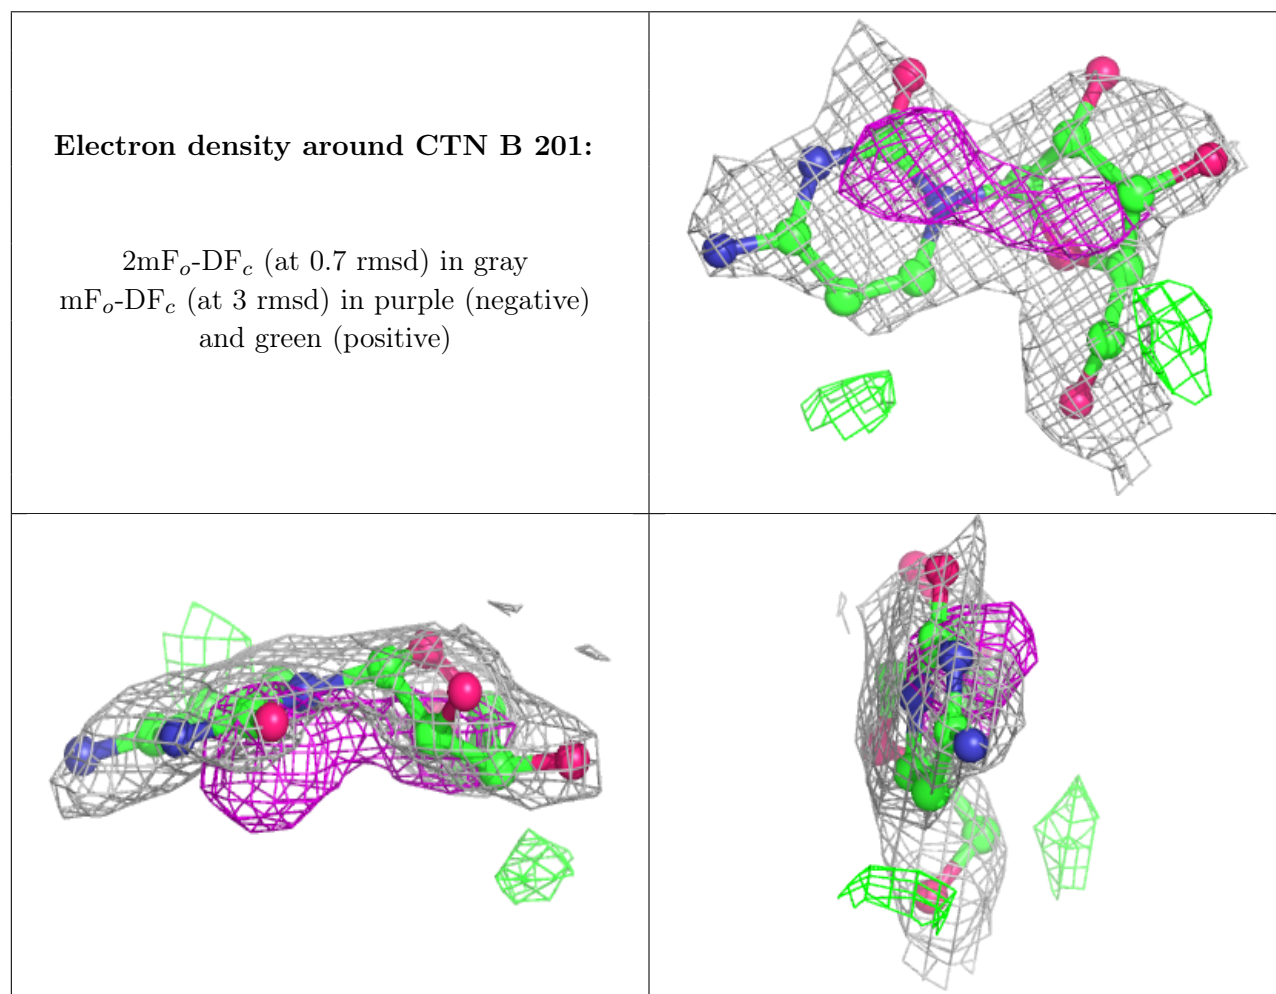 Electron density around CTN B 201:
2mFo-DFc (at 0.7 rmsd) in gray
mFo-DFc (at 3 rmsd) in purple (negative)
and green (positive)